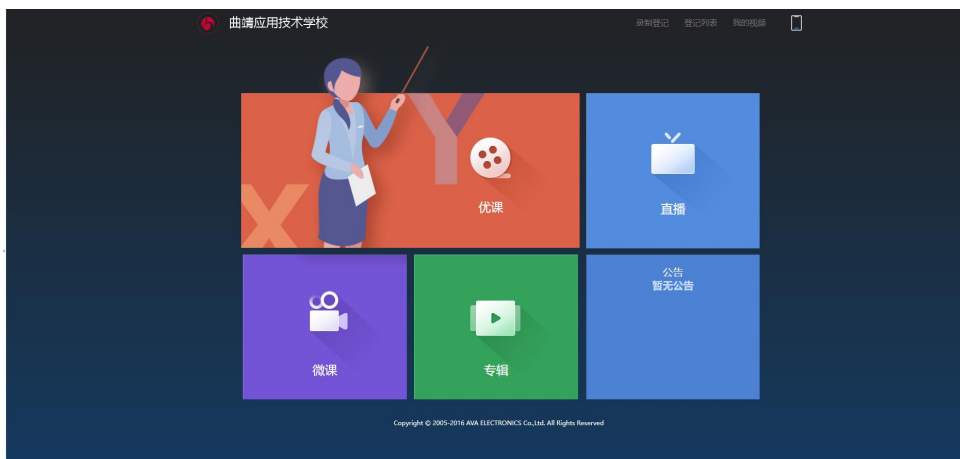 曲靖应用技术学校
录制登记 登记列表 我的视频
优课
直播
公告
暂无公告
微课
专辑
Copyright © 2005-2016 AVA ELECTRONICS Co.,Ltd. All Rights Reserved